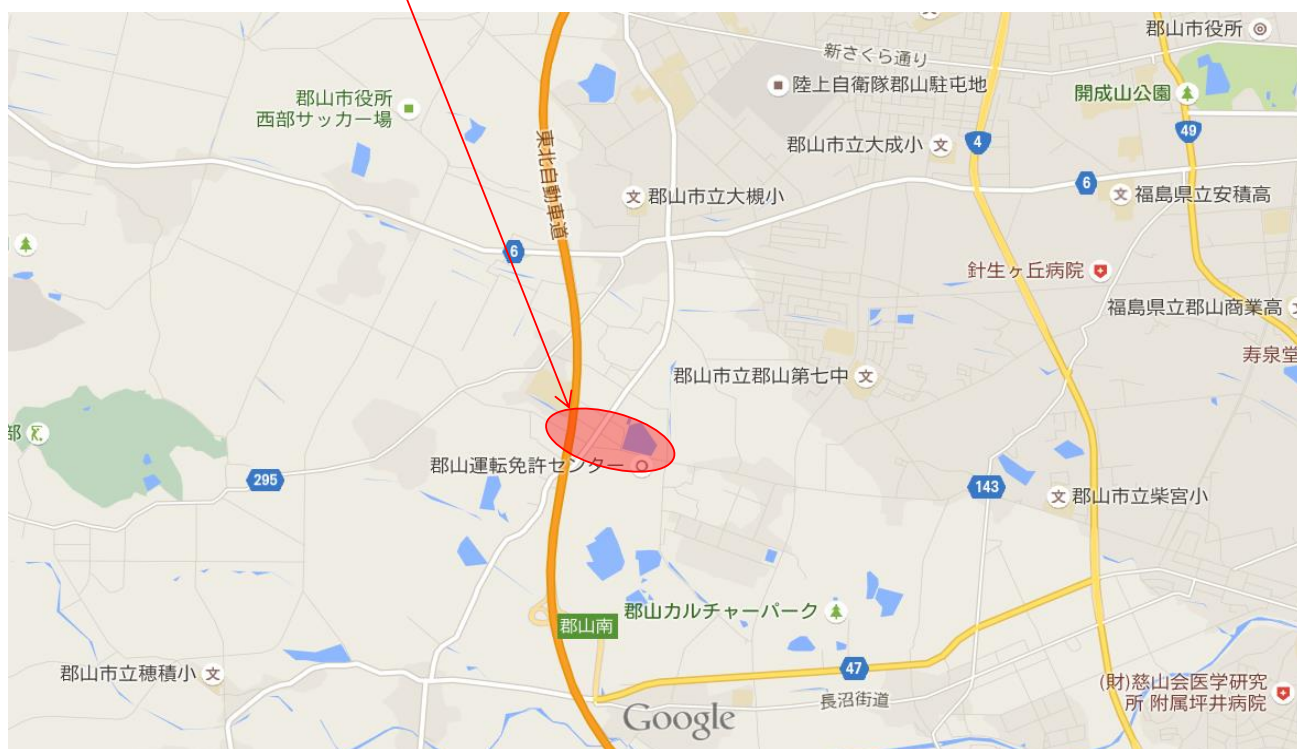 郡山市役所
新さくら通り
陸上自衛隊郡山駐屯地
開成山公園
郡山市役所
西部サッカー場
49
東北自動車道
郡山市立大成小
4
6
福島県立安積高
郡山市立大槻小
6
針生ヶ丘病院
福島県立郡山商業高
寿泉堂
郡山市立郡山第七中
部
郡山運転免許センター
295
143
郡山市立柴宮小
郡山カルチャーパーク
郡山南
47
郡山市立穂積小
長沼街道
(財)慈山会医学研究
所 附属坪井病院
Google